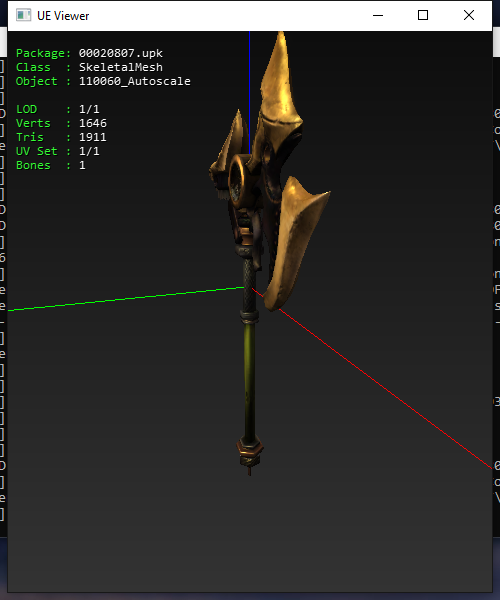 UE Viewer
Package: 00020807.upk
Class : SkeletalMesh
Object : 110060_Autoscale
LOD : 1/1
Verts : 1646
Tris : 1911
UV Set : 1/1
Bones : 1